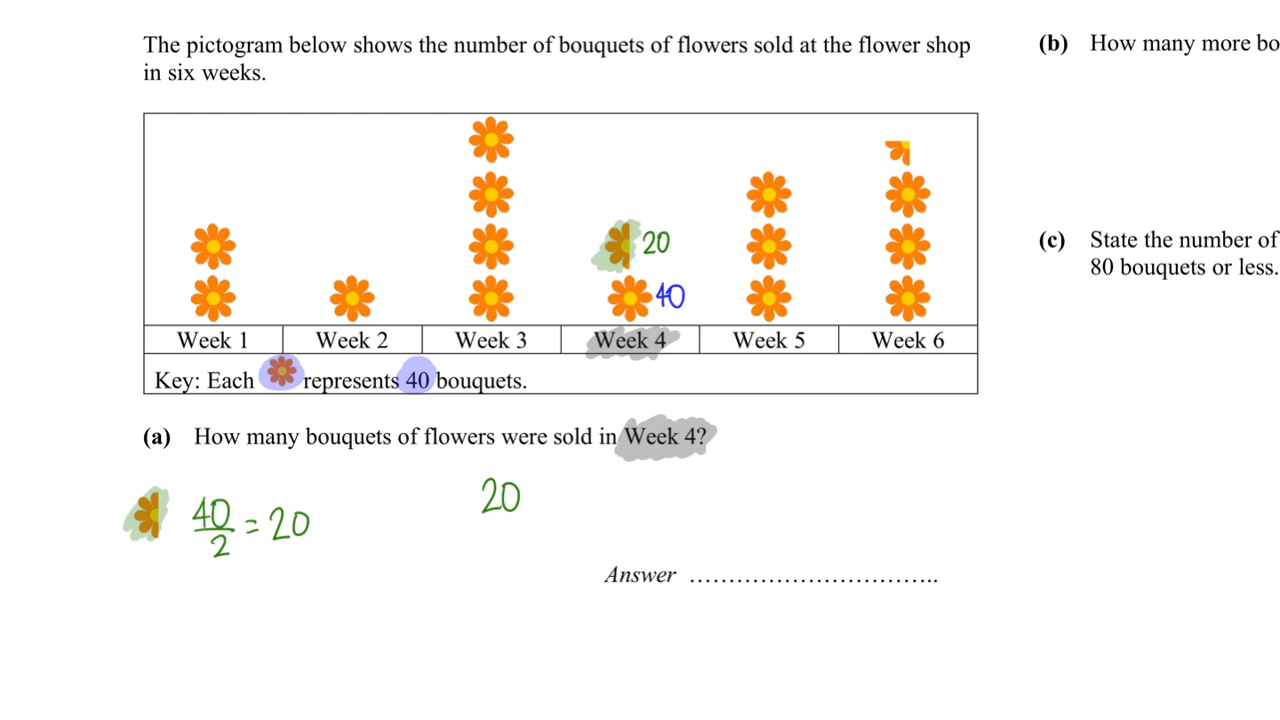 The pictogram below shows the number of bouquets of flowers sold at the flower shop
in six weeks.
20
40
Week 1 Week 2 Week 3 Week 4 Week 5 Week 6
Key: Each represents 40 bouquets.
(a) How many bouquets of flowers were sold in Week 4?
40/2 = 20
20
Answer ……………………………..
(b) How many more bo
(c) State the number of
80 bouquets or less.